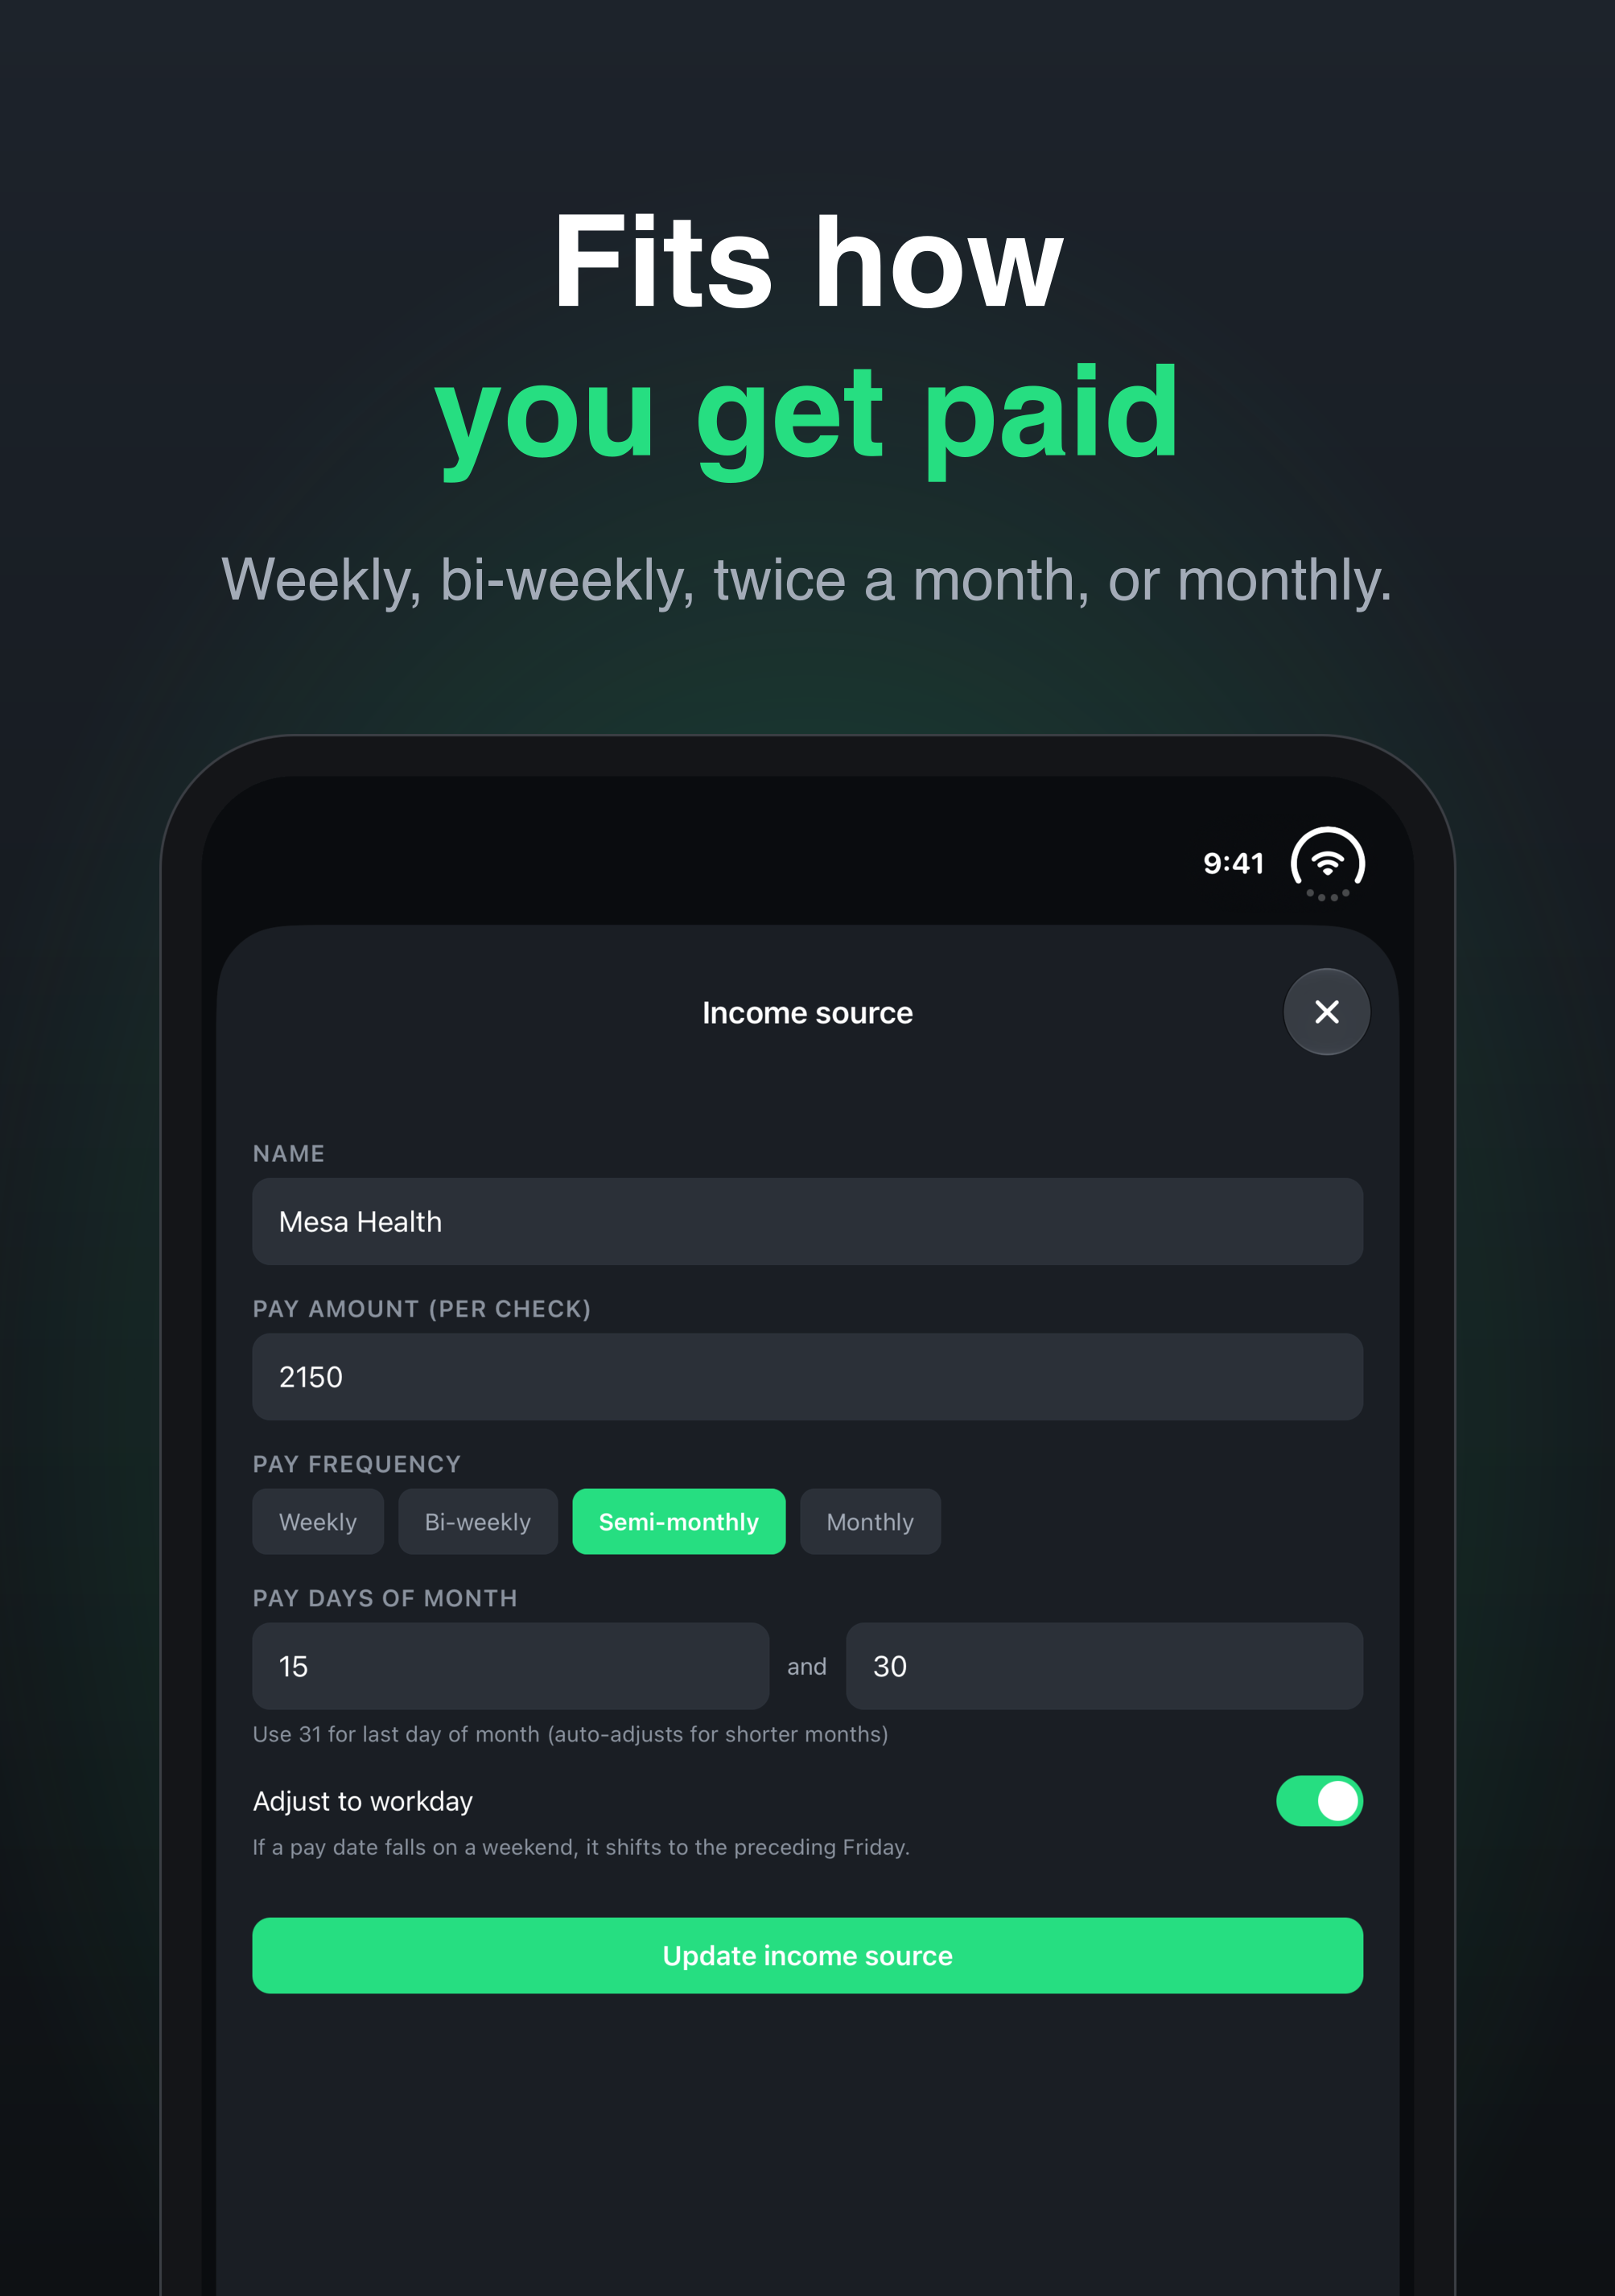 Fits how
you get paid
Weekly, bi-weekly, twice a month, or monthly.
9:41
Income source
NAME
Mesa Health
PAY AMOUNT (PER CHECK)
2150
PAY FREQUENCY
Weekly Bi-weekly Semi-monthly Monthly
PAY DAYS OF MONTH
15 and 30
Use 31 for last day of month (auto-adjusts for shorter months)
Adjust to workday
If a pay date falls on a weekend, it shifts to the preceding Friday.
Update income source